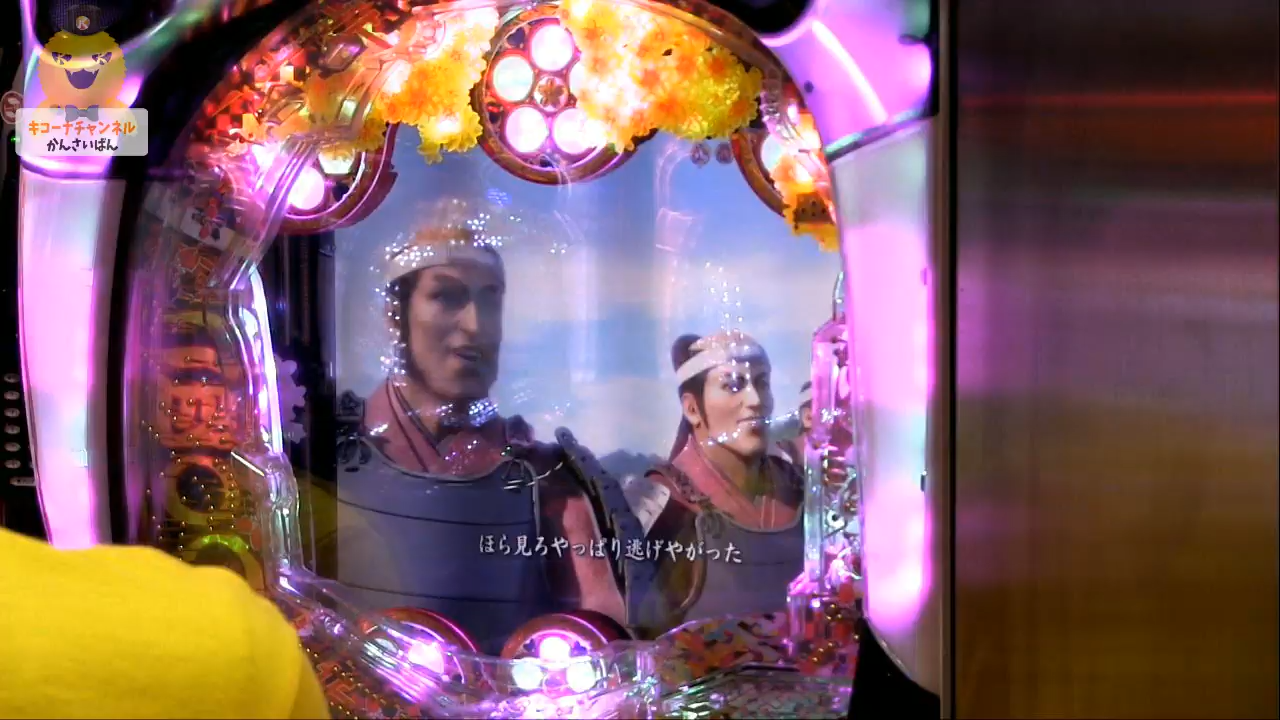 K
キコーナチャンネル
かんさいばん
ほら見ろやっぱり逃げやがった